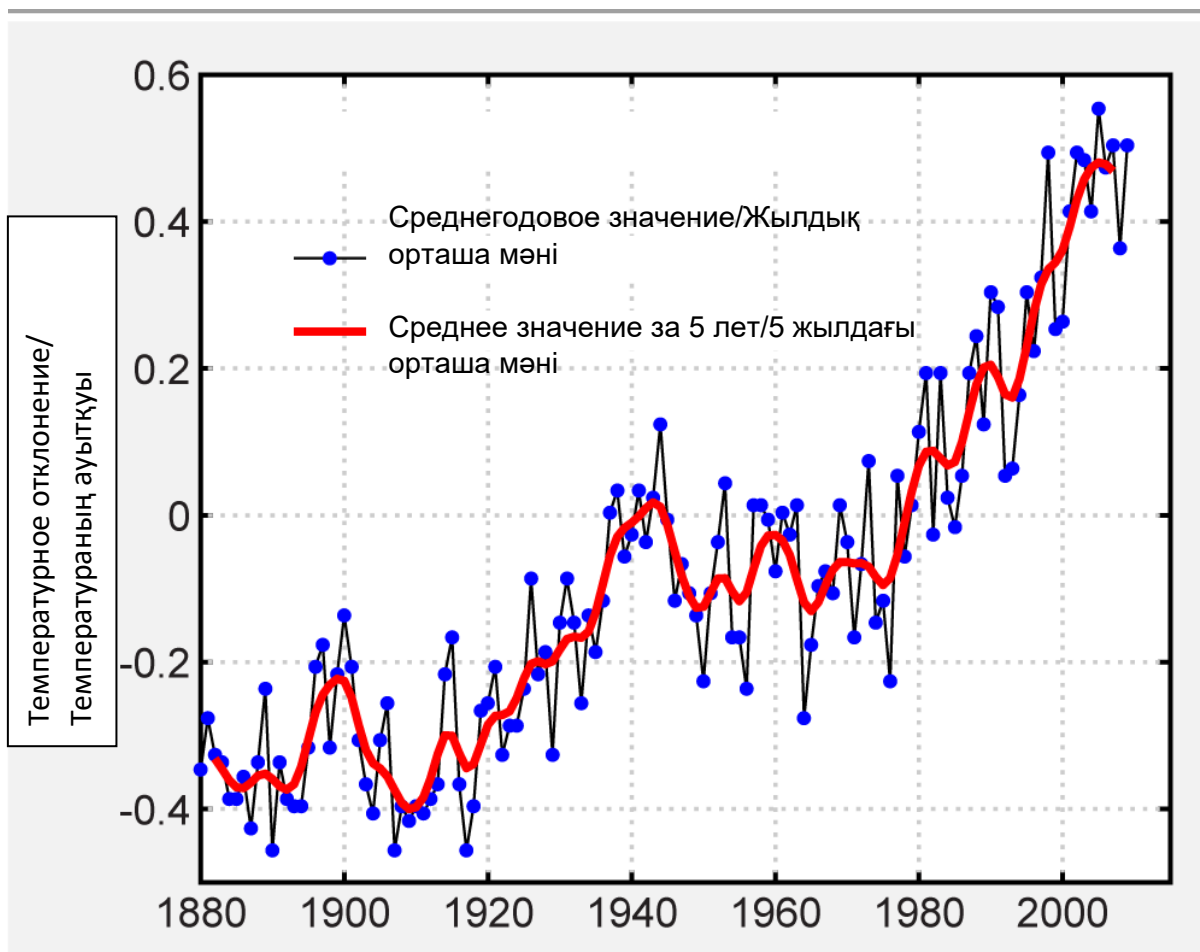 0.6
0.4
0.2
0
-0.2
-0.4
Температурное отклонение/
Температураның ауытқуы
Среднегодовое значение/Жылдық
орташа мәні
Среднее значение за 5 лет/5 жылдағы
орташа мәні
1880 1900 1920 1940 1960 1980 2000